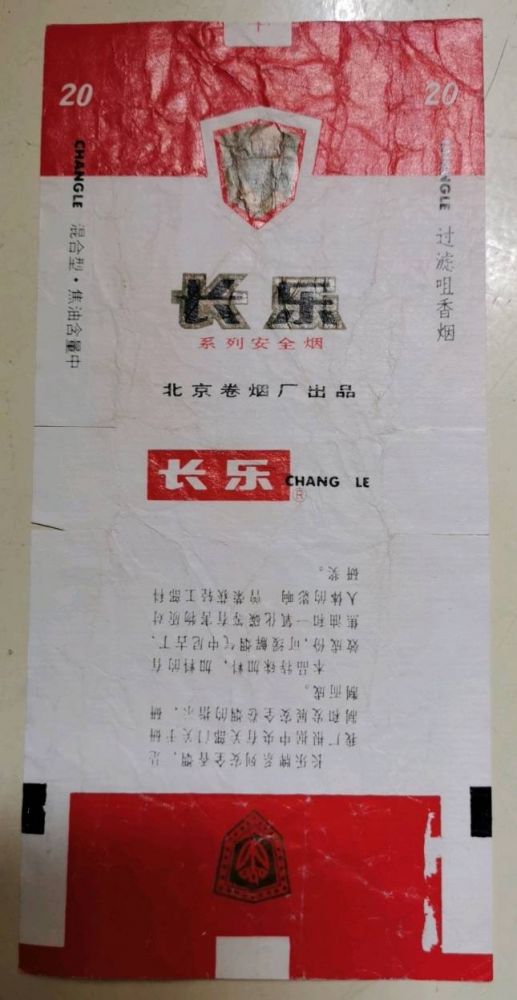 20
20
CHANGLE 混合型·焦油含量中
CHANGLE 过滤咀香烟
长乐
系列安全烟
北京卷烟厂出品
长乐 CHANG LE
®
长乐牌系列安全香烟，是
我厂根据中央有关部门关于研
制和发展安全卷烟的指示，研
制而成。
本品特殊加料，加料的有
效成份，可缓解烟气中尼古丁、
焦油和一氧化碳等有害物质对
人体的影响 曾荣获轻工部科
研奖。